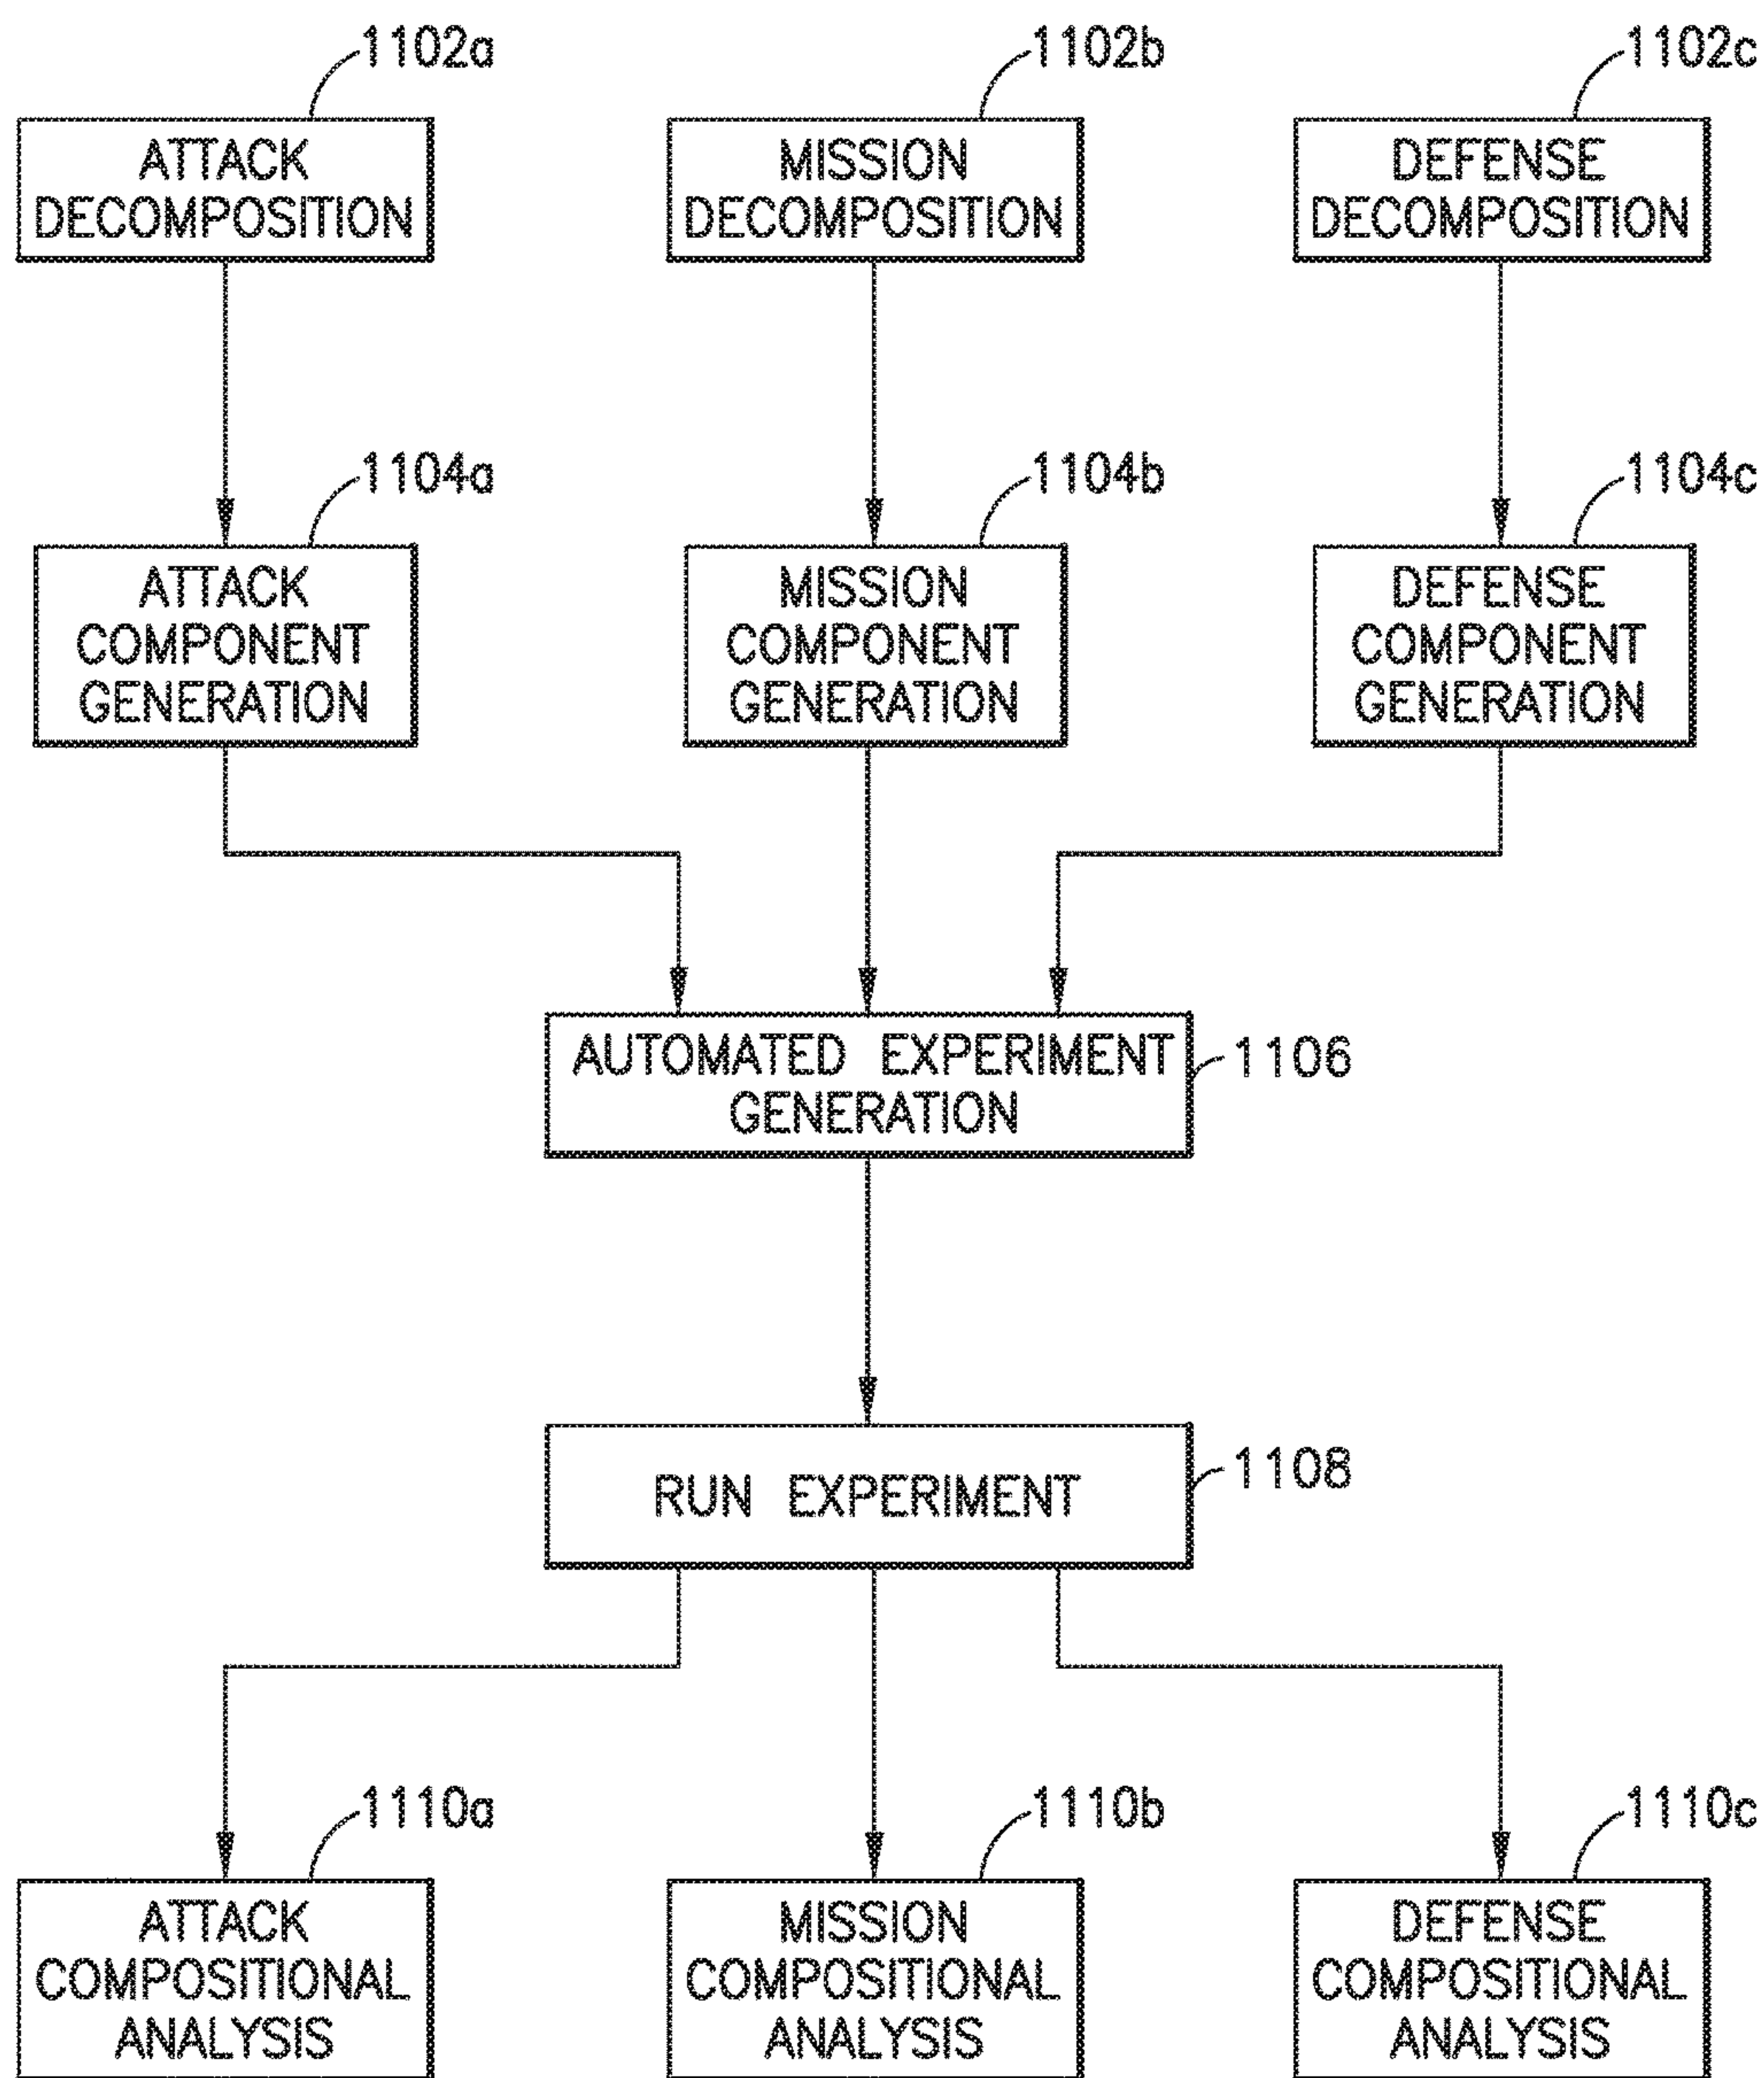 1102a
1102b
1102c
ATTACK
DECOMPOSITION
MISSION
DECOMPOSITION
DEFENSE
DECOMPOSITION
1104a
1104b
1104c
ATTACK
COMPONENT
GENERATION
MISSION
COMPONENT
GENERATION
DEFENSE
COMPONENT
GENERATION
AUTOMATED EXPERIMENT
GENERATION
1106
RUN EXPERIMENT
1108
1110a
1110b
1110c
ATTACK
COMPOSITIONAL
ANALYSIS
MISSION
COMPOSITIONAL
ANALYSIS
DEFENSE
COMPOSITIONAL
ANALYSIS